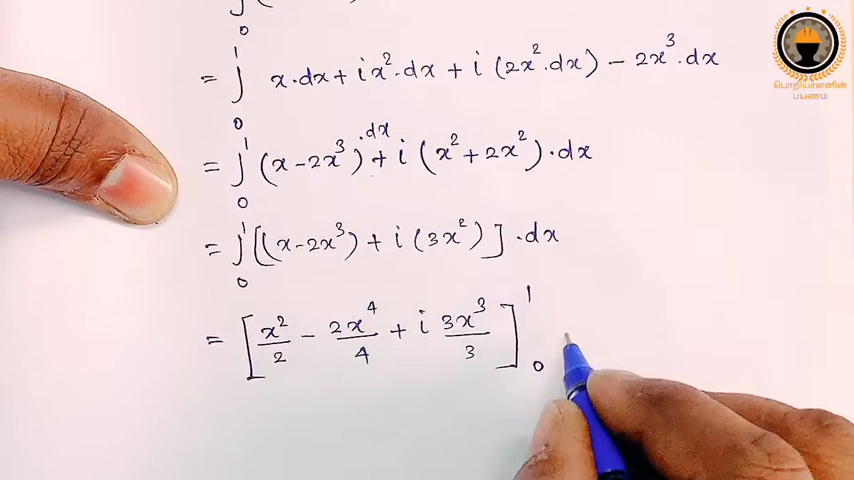 ∫₀
= ∫₀¹ x·dx + ix²·dx + i(2x²·dx) − 2x³·dx
= ∫₀¹ (x−2x³)·dx + i(x²+2x²)·dx
= ∫₀¹ [(x−2x³) + i(3x²)]·dx
= [x²/2 − 2x⁴/4 + i 3x³/3]₀¹
பொறியாளனின்
பயணம்